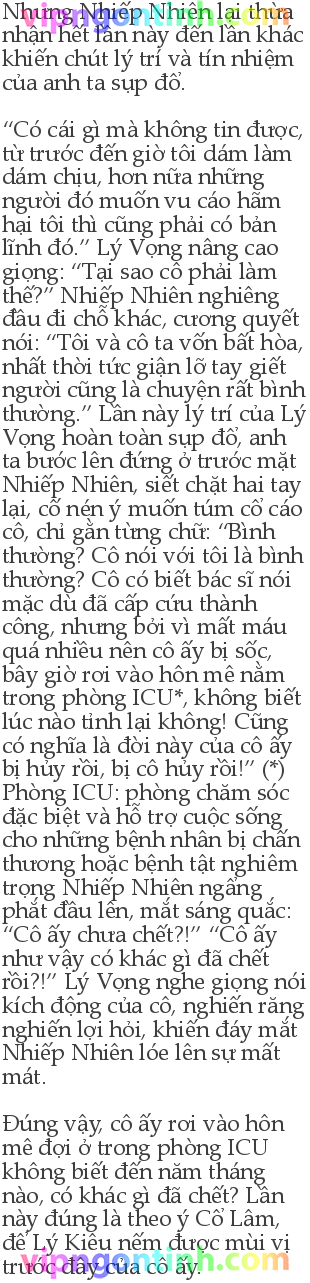 Nhưng Nhiếp Nhiên lại thừa
nhận hết lần này đến lần khác
khiến chút lý trí và tín nhiệm
của anh ta sụp đổ.
“Có cái gì mà không tin được,
từ trước đến giờ tôi dám làm
dám chịu, hơn nữa những
người đó muốn vu cáo hãm
hại tôi thì cũng phải có bản
lĩnh đó.” Lý Vọng nâng cao
giọng: “Tại sao cô phải làm
thế?” Nhiếp Nhiên nghiêng
đầu đi chỗ khác, cương quyết
nói: “Tôi và cô ta vốn bất hòa,
nhất thời tức giận lỡ tay giết
người cũng là chuyện rất bình
thường.” Lần này lý trí của Lý
Vọng hoàn toàn sụp đổ, anh
ta bước lên đứng ở trước mặt
Nhiếp Nhiên, siết chặt hai tay
lại, cố nén ý muốn túm cổ cáo
cô, chỉ gằn từng chữ: “Bình
thường? Cô nói với tôi là bình
thường? Cô có biết bác sĩ nói
mặc dù đã cấp cứu thành
công, nhưng bởi vì mất máu
quá nhiều nên cô ấy bị sốc,
bây giờ rơi vào hôn mê nằm
trong phòng ICU*, không biết
lúc nào tỉnh lại không! Cũng
có nghĩa là đời này của cô ấy
bị hủy rồi, bị cô hủy rồi!” (*)
Phòng ICU: phòng chăm sóc
đặc biệt và hỗ trợ cuộc sống
cho những bệnh nhân bị chấn
thương hoặc bệnh tật nghiêm
trọng Nhiếp Nhiên ngẩng
phắt đầu lên, mắt sáng quắc:
“Cô ấy chưa chết?!” “Cô ấy
như vậy có khác gì đã chết
rồi?!” Lý Vọng nghe giọng nói
kích động của cô, nghiến răng
nghiến lợi hỏi, khiến đáy mắt
Nhiếp Nhiên lóe lên sự mất
mát.
Đúng vậy, cô ấy rơi vào hôn
mê đợi ở trong phòng ICU
không biết đến năm tháng
nào, có khác gì đã chết? Lần
này đúng là theo ý Cổ Lâm,
để Lý Kiêu nếm được mùi vị
trước đây của cô ấy.
vipngontinh.com
vipngontinh.com